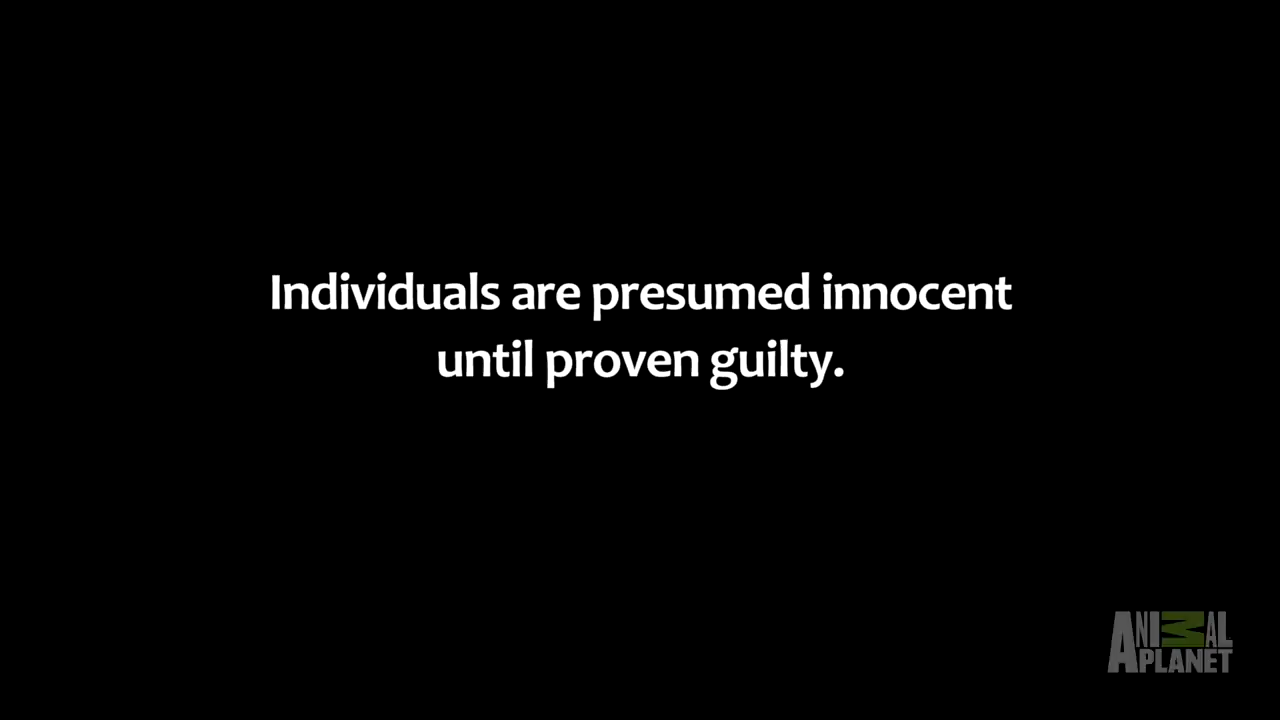 Individuals are presumed innocent
until proven guilty.
ANIMAL
PLANET